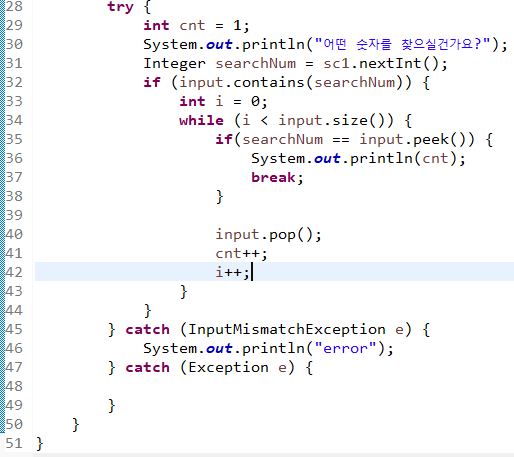 28 try {
29 int cnt = 1;
30 System.out.println("어떤 숫자를 찾으실건가요?");
31 Integer searchNum = sc1.nextInt();
32 if (input.contains(searchNum)) {
33 int i = 0;
34 while (i < input.size()) {
35 if(searchNum == input.peek()) {
36 System.out.println(cnt);
37 break;
38 }
39
40 input.pop();
41 cnt++;
42 i++;
43 }
44 }
45 } catch (InputMismatchException e) {
46 System.out.println("error");
47 } catch (Exception e) {
48
49 }
50 }
51 }